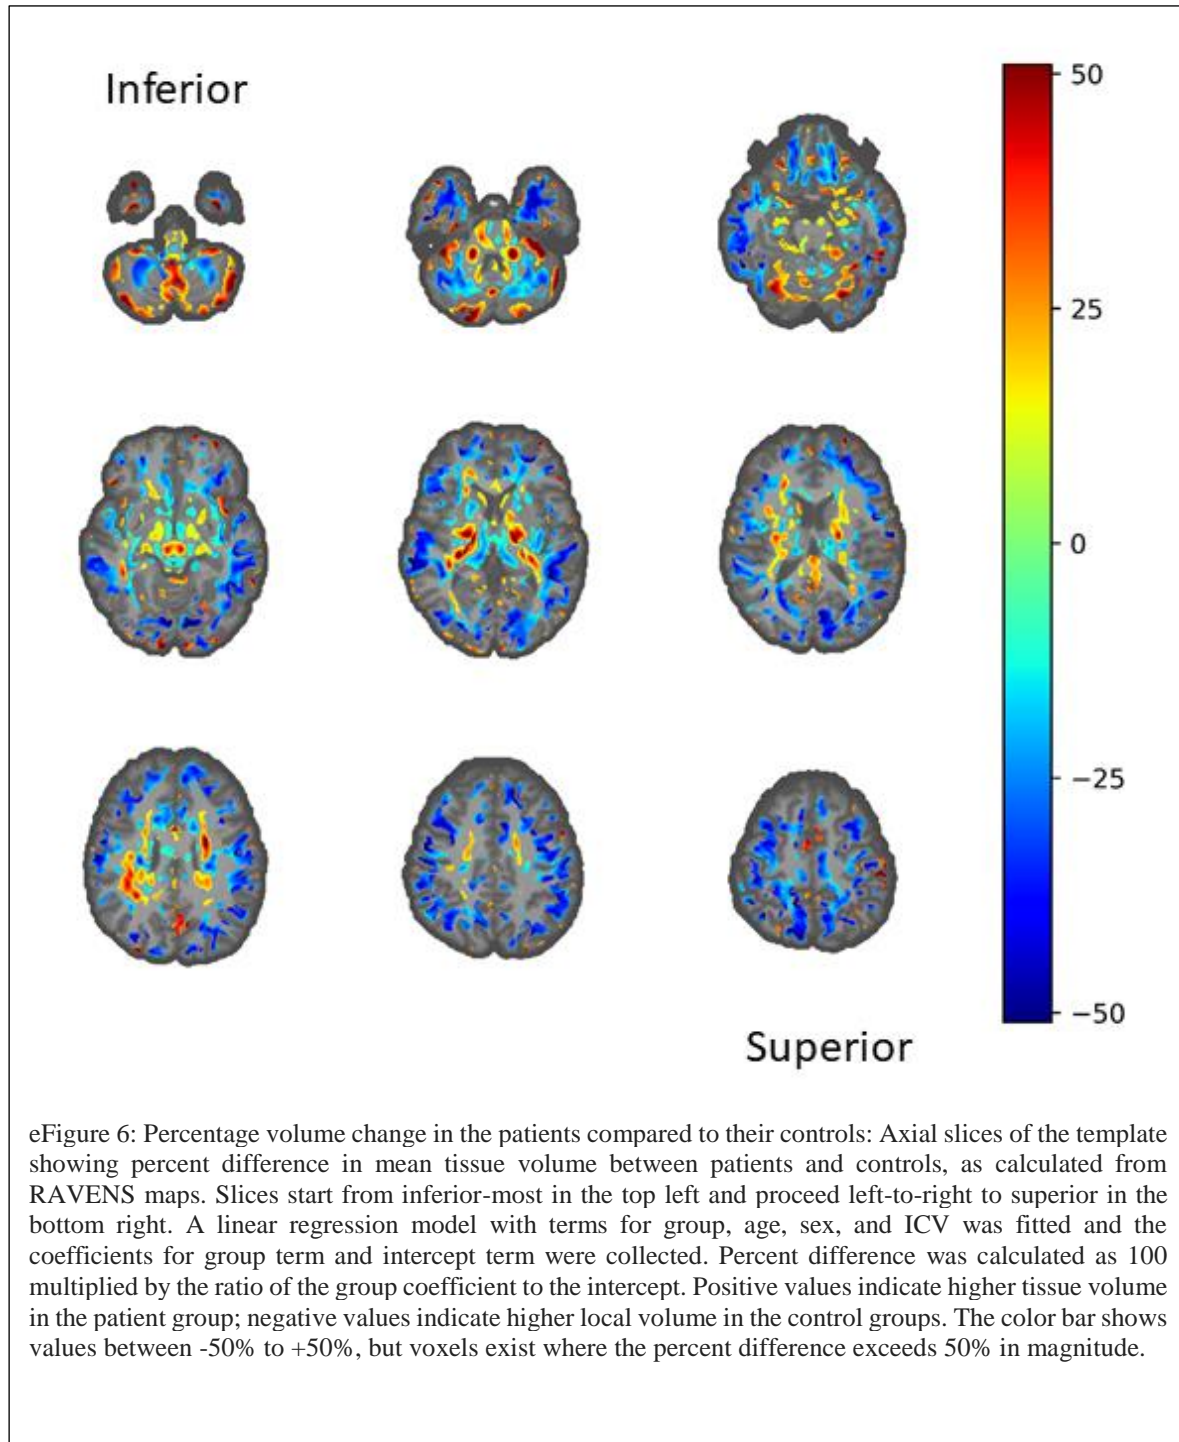 Inferior
50
25
0
−25
−50
Superior
eFigure 6: Percentage volume change in the patients compared to their controls: Axial slices of the template
showing percent difference in mean tissue volume between patients and controls, as calculated from
RAVENS maps. Slices start from inferior-most in the top left and proceed left-to-right to superior in the
bottom right. A linear regression model with terms for group, age, sex, and ICV was fitted and the
coefficients for group term and intercept term were collected. Percent difference was calculated as 100
multiplied by the ratio of the group coefficient to the intercept. Positive values indicate higher tissue volume
in the patient group; negative values indicate higher local volume in the control groups. The color bar shows
values between -50% to +50%, but voxels exist where the percent difference exceeds 50% in magnitude.